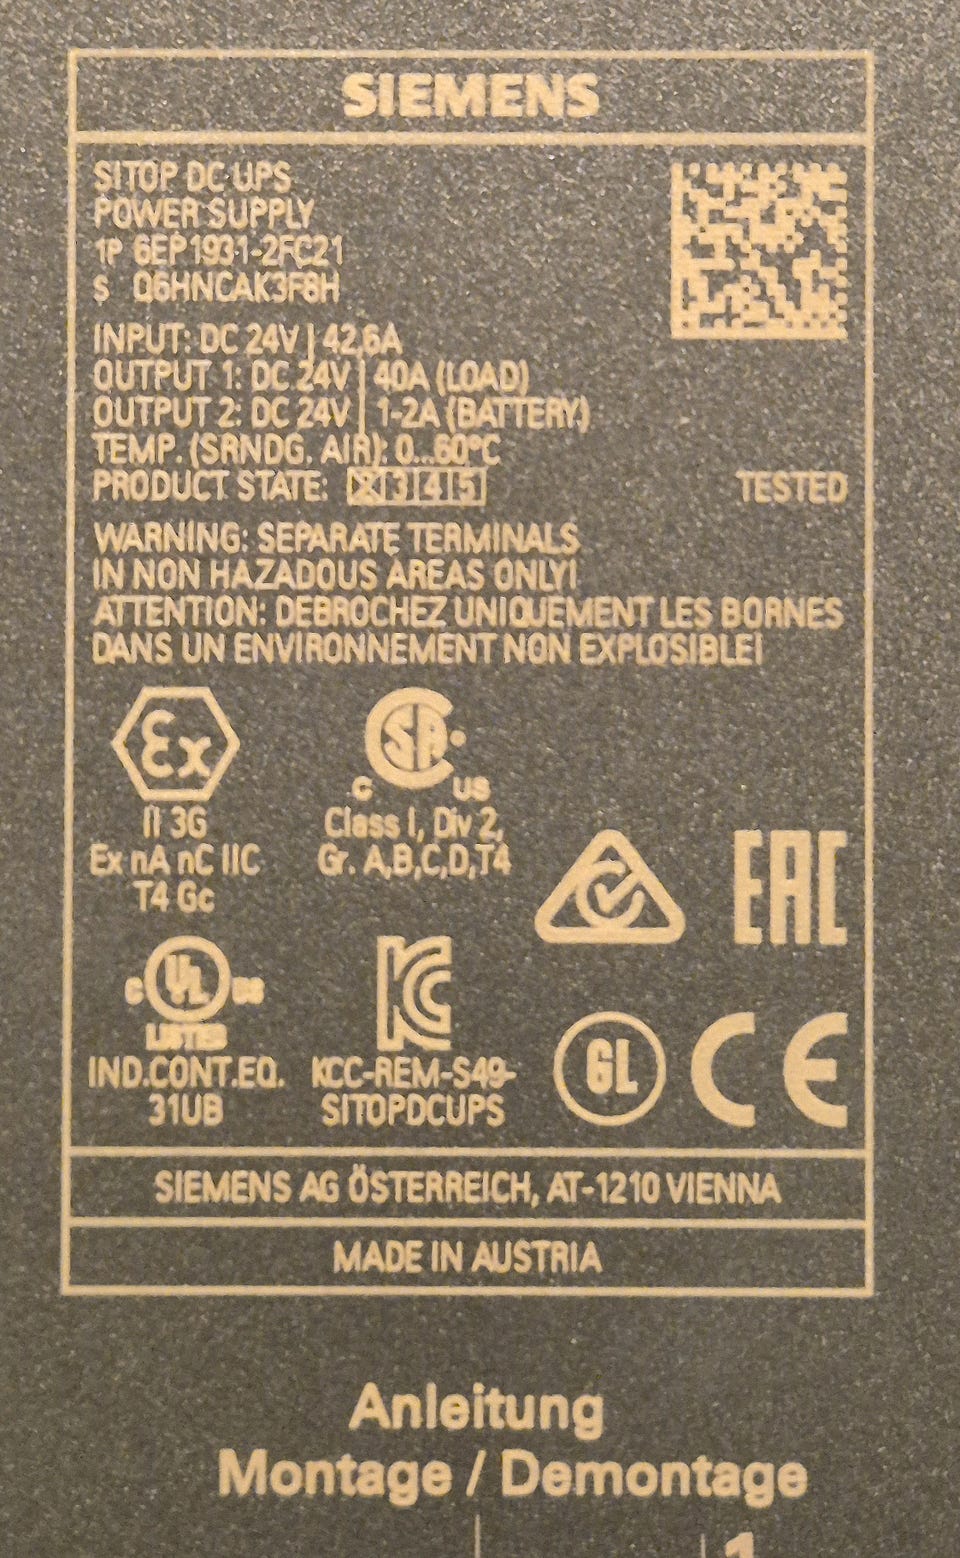 SIEMENS
SITOP DC UPS
POWER SUPPLY
1P 6EP1931-2FC21
S Q6HNCAK3F8H
INPUT: DC 24V | 42,6A
OUTPUT 1: DC 24V | 40A (LOAD)
OUTPUT 2: DC 24V | 1-2A (BATTERY)
TEMP. (SRNDG. AIR): 0...60°C
PRODUCT STATE: X 3 4 5
TESTED
WARNING: SEPARATE TERMINALS
IN NON HAZADOUS AREAS ONLY!
ATTENTION: DEBROCHEZ UNIQUEMENT LES BORNES
DANS UN ENVIRONNEMENT NON EXPLOSIBLE!
Ex
II 3G
Ex nA nC IIC
T4 Gc
C SA US
Class I, Div 2,
Gr. A,B,C,D,T4
EAC
C UL US
LISTED
IND.CONT.EQ.
31UB
KC
KCC-REM-S49-
SITOPDCUPS
GL
CE
SIEMENS AG ÖSTERREICH, AT-1210 VIENNA
MADE IN AUSTRIA
Anleitung
Montage / Demontage
1